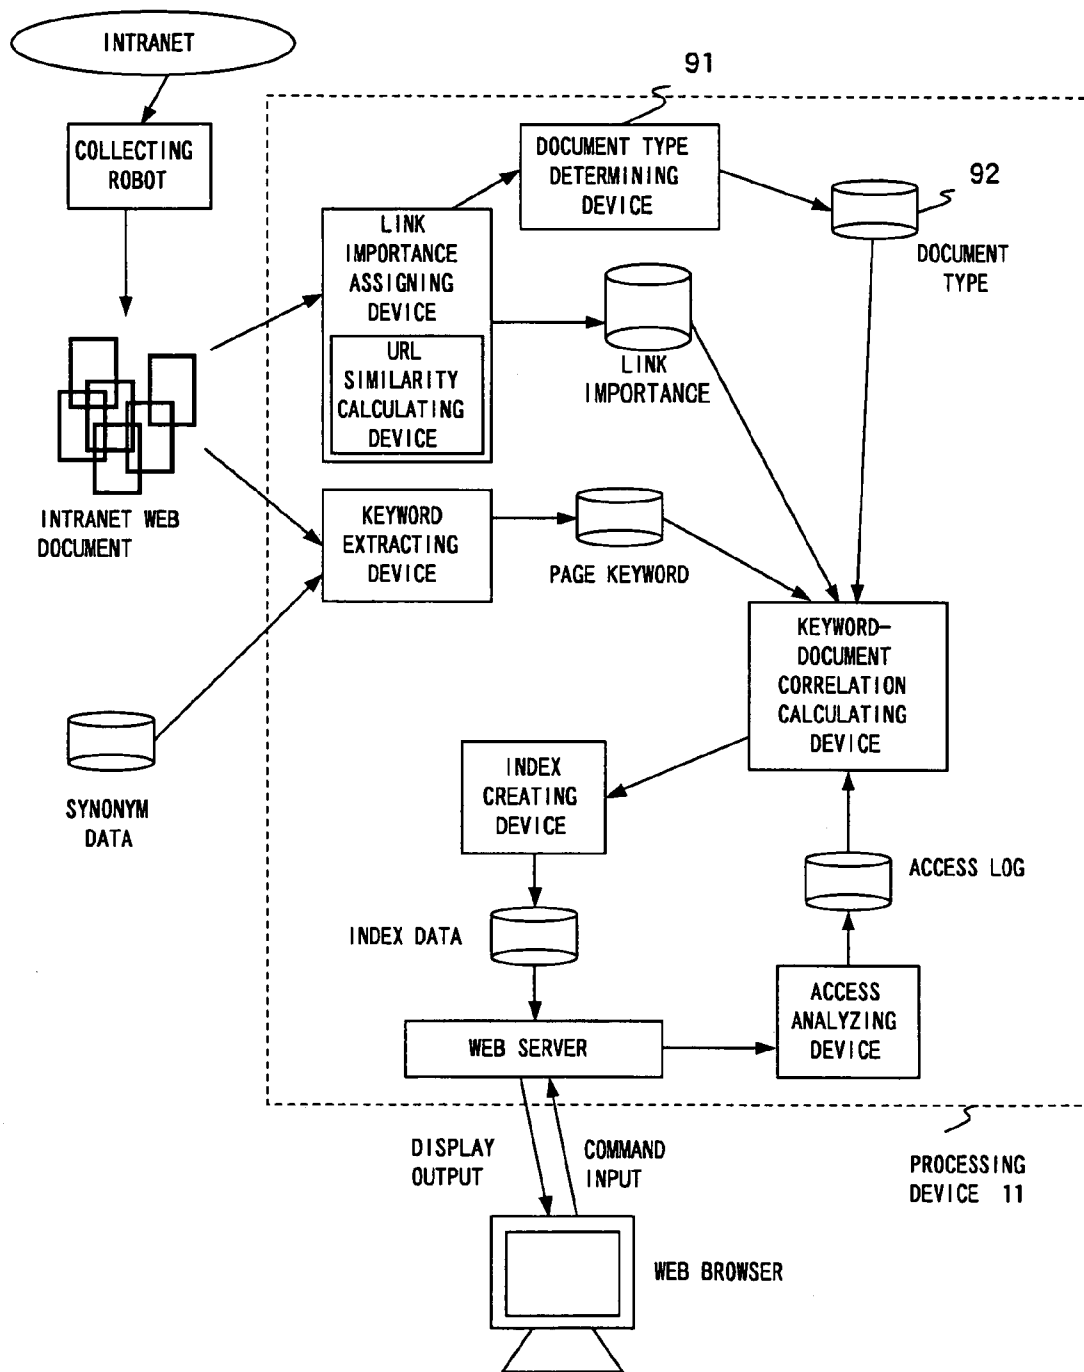 INTRANET
91
COLLECTING
ROBOT
DOCUMENT TYPE
DETERMINING
DEVICE
92
DOCUMENT
TYPE
LINK
IMPORTANCE
ASSIGNING
DEVICE
URL
SIMILARITY
CALCULATING
DEVICE
LINK
IMPORTANCE
INTRANET WEB
DOCUMENT
KEYWORD
EXTRACTING
DEVICE
PAGE KEYWORD
KEYWORD-
DOCUMENT
CORRELATION
CALCULATING
DEVICE
SYNONYM
DATA
INDEX
CREATING
DEVICE
ACCESS LOG
INDEX DATA
ACCESS
ANALYZING
DEVICE
WEB SERVER
DISPLAY
OUTPUT
COMMAND
INPUT
PROCESSING
DEVICE 11
WEB BROWSER